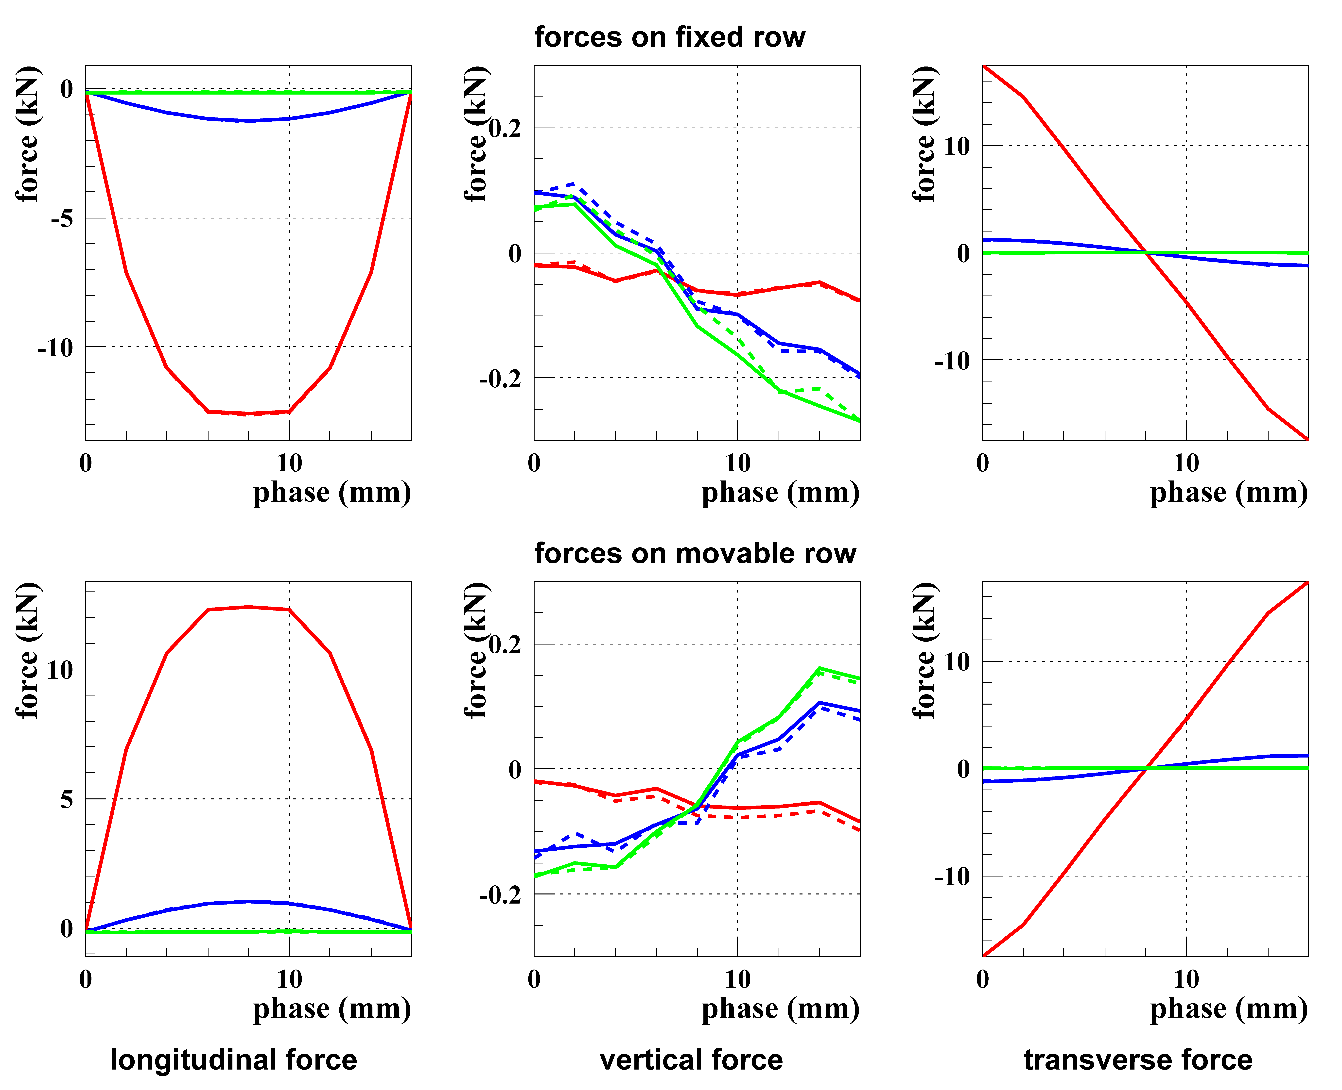 forces on fixed row
force (kN)
0
-5
-10
0
10
phase (mm)
force (kN)
0.2
0
-0.2
0
10
phase (mm)
force (kN)
10
0
-10
0
10
phase (mm)
forces on movable row
force (kN)
10
5
0
0
10
phase (mm)
force (kN)
0.2
0
-0.2
0
10
phase (mm)
force (kN)
10
0
-10
0
10
phase (mm)
longitudinal force
vertical force
transverse force